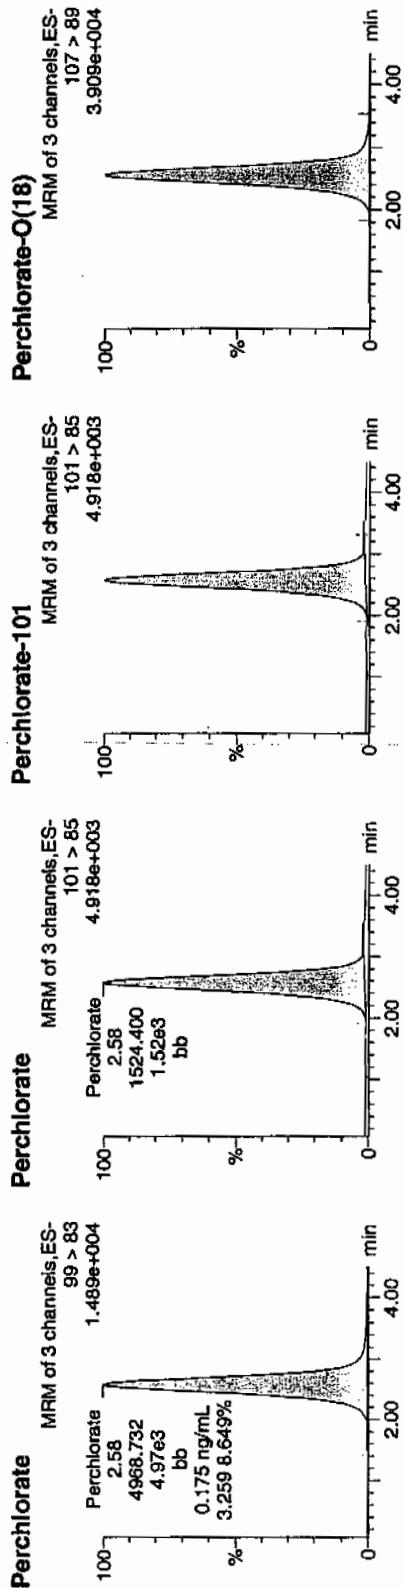 Perchlorate
MRM of 3 channels,ES-
99 > 83
1.489e+004
100
Perchlorate
2.58
4968.732
4.97e3
bb
0.175 ng/mL
3.259 8.649%
%
0
2.00
4.00
min
Perchlorate
MRM of 3 channels,ES-
101 > 85
4.918e+003
100
Perchlorate
2.58
1524.400
1.52e3
bb
%
0
2.00
4.00
min
Perchlorate-101
MRM of 3 channels,ES-
101 > 85
4.918e+003
100
%
0
2.00
4.00
min
Perchlorate-O(18)
MRM of 3 channels,ES-
107 > 89
3.909e+004
100
%
0
2.00
4.00
min